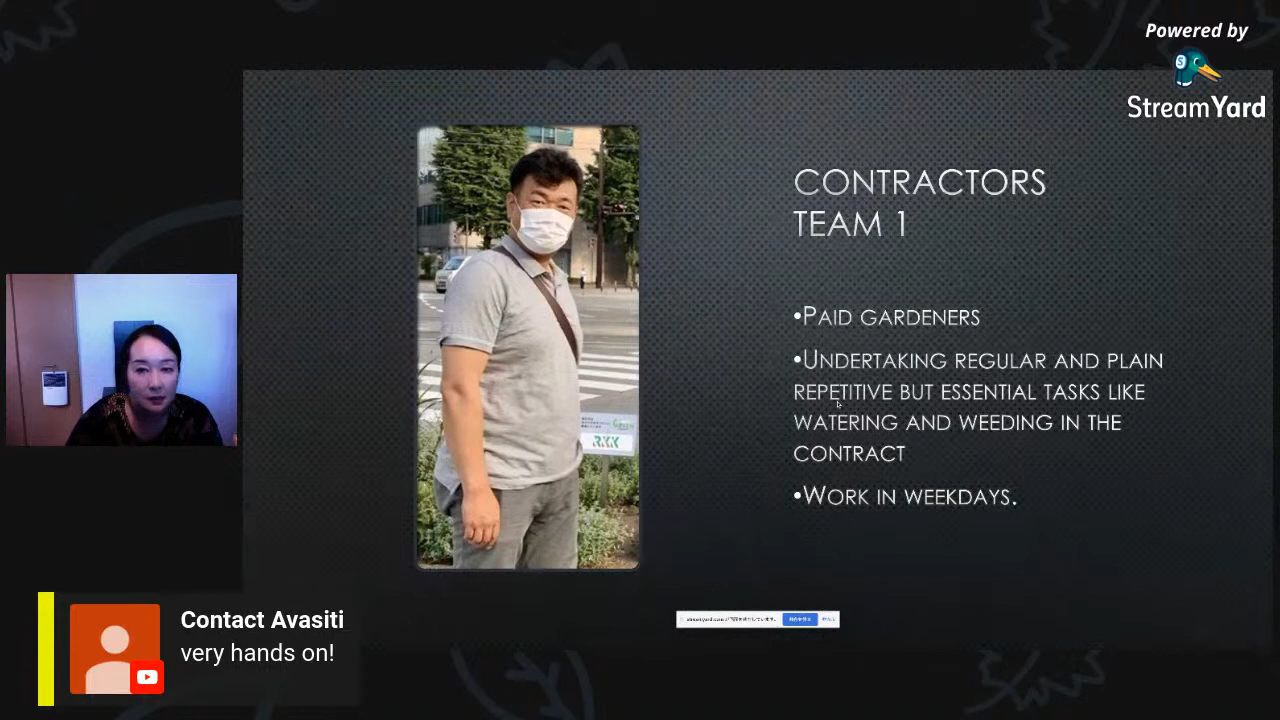 Powered by
StreamYard
CONTRACTORS
TEAM 1
•PAID GARDENERS
•UNDERTAKING REGULAR AND PLAIN
REPETITIVE BUT ESSENTIAL TASKS LIKE
WATERING AND WEEDING IN THE
CONTRACT
•WORK IN WEEKDAYS.
RKK
Contact Avasiti
very hands on!